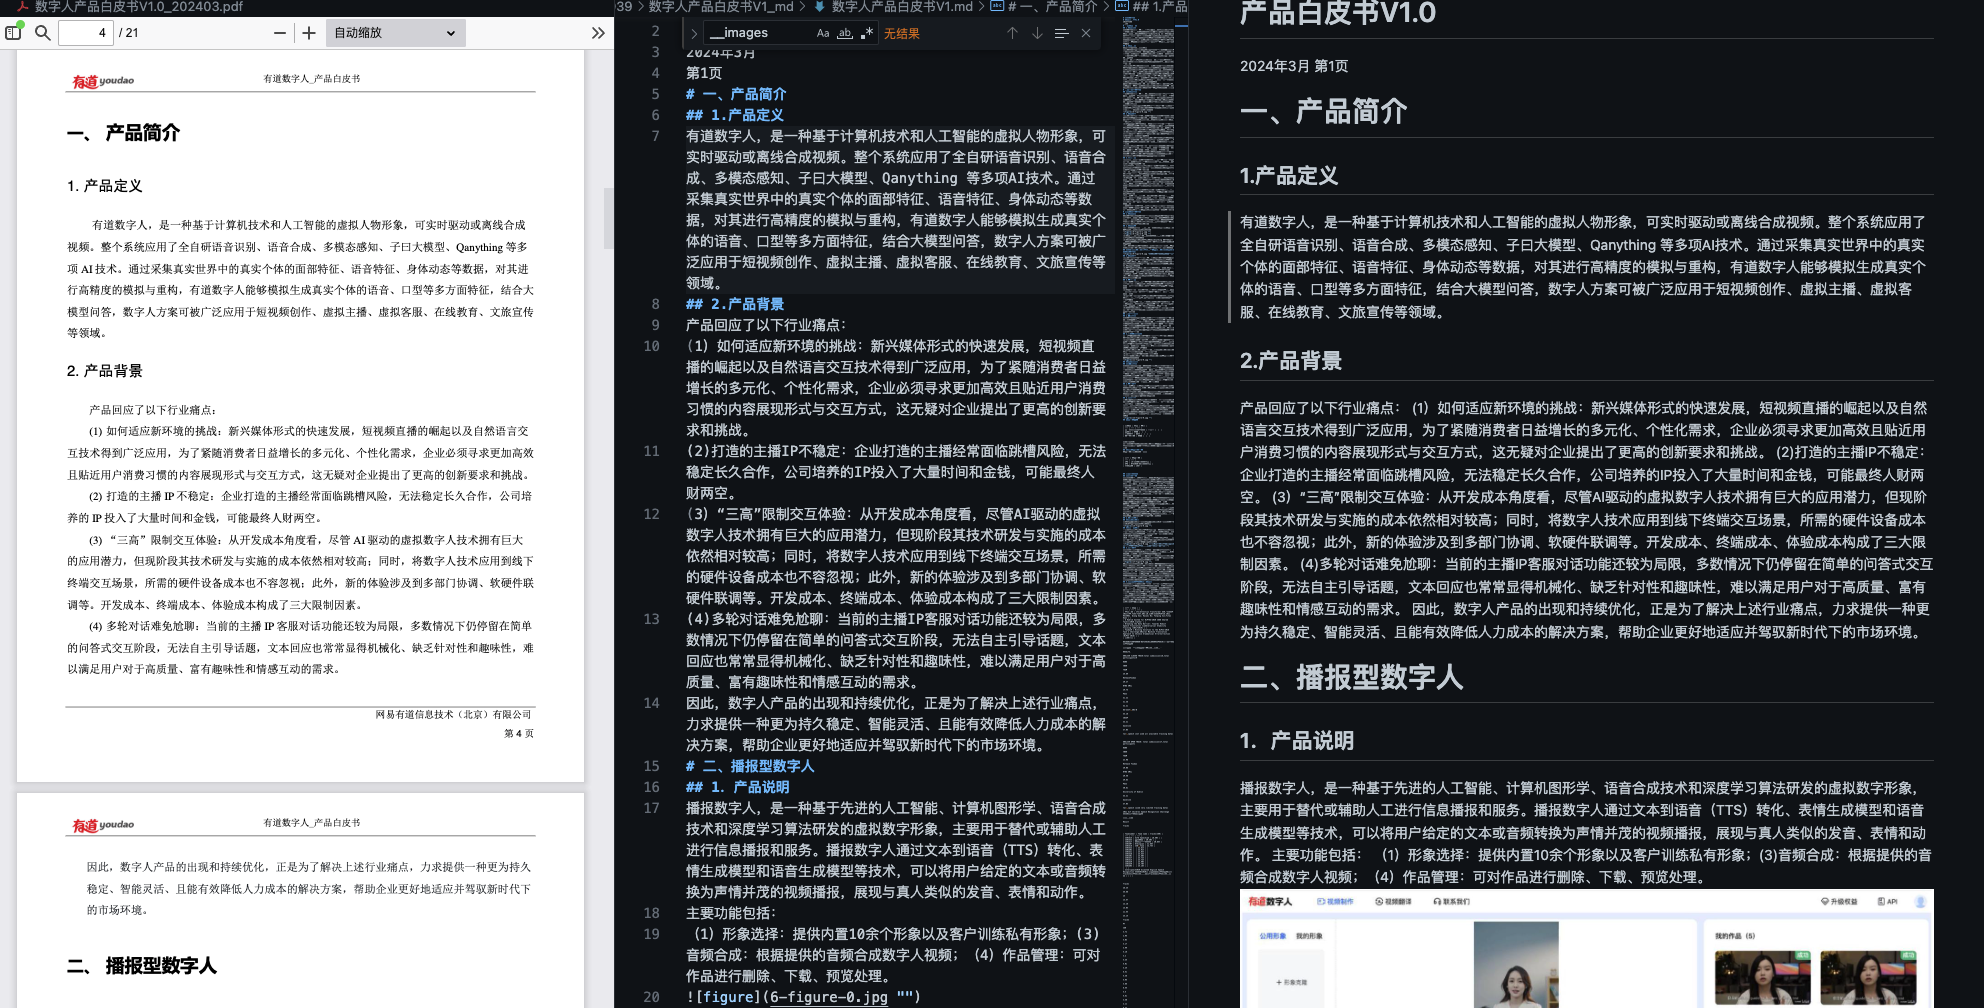 数字人产品白皮书V1.0_202403.pdf
4 / 21
自动缩放
有道 youdao
有道数字人_产品白皮书
一、 产品简介
1. 产品定义
有道数字人，是一种基于计算机技术和人工智能的虚拟人物形象，可实时驱动或离线合成
视频。整个系统应用了全自研语音识别、语音合成、多模态感知、子曰大模型、Qanything 等多
项 AI 技术。通过采集真实世界中的真实个体的面部特征、语音特征、身体动态等数据，对其进
行高精度的模拟与重构，有道数字人能够模拟生成真实个体的语音、口型等多方面特征，结合大
模型问答，数字人方案可被广泛应用于短视频创作、虚拟主播、虚拟客服、在线教育、文旅宣传
等领域。
2. 产品背景
产品回应了以下行业痛点：
(1) 如何适应新环境的挑战：新兴媒体形式的快速发展，短视频直播的崛起以及自然语言交
互技术得到广泛应用，为了紧随消费者日益增长的多元化、个性化需求，企业必须寻求更加高效
且贴近用户消费习惯的内容展现形式与交互方式，这无疑对企业提出了更高的创新要求和挑战。
(2) 打造的主播 IP 不稳定：企业打造的主播经常面临跳槽风险，无法稳定长久合作，公司培
养的 IP 投入了大量时间和金钱，可能最终人财两空。
(3) “三高”限制交互体验：从开发成本角度看，尽管 AI 驱动的虚拟数字人技术拥有巨大
的应用潜力，但现阶段其技术研发与实施的成本依然相对较高；同时，将数字人技术应用到线下
终端交互场景，所需的硬件设备成本也不容忽视；此外，新的体验涉及到多部门协调、软硬件联
调等。开发成本、终端成本、体验成本构成了三大限制因素。
(4) 多轮对话难免尬聊：当前的主播 IP 客服对话功能还较为局限，多数情况下仍停留在简单
的问答式交互阶段，无法自主引导话题，文本回应也常常显得机械化、缺乏针对性和趣味性，难
以满足用户对于高质量、富有趣味性和情感互动的需求。
网易有道信息技术（北京）有限公司
第 4 页
有道 youdao
有道数字人_产品白皮书
因此，数字人产品的出现和持续优化，正是为了解决上述行业痛点，力求提供一种更为持久
稳定、智能灵活、且能有效降低人力成本的解决方案，帮助企业更好地适应并驾驭新时代下
的市场环境。
二、 播报型数字人
039 > 数字人产品白皮书V1_md > 数字人产品白皮书V1.md > # 一、产品简介 > ## 1.产品
__images
Aa ab .* 无结果
2
3 2024年3月
4 第1页
5 # 一、产品简介
6 ## 1.产品定义
7 有道数字人，是一种基于计算机技术和人工智能的虚拟人物形象，可
实时驱动或离线合成视频。整个系统应用了全自研语音识别、语音合
成、多模态感知、子曰大模型、Qanything 等多项AI技术。通过
采集真实世界中的真实个体的面部特征、语音特征、身体动态等数
据，对其进行高精度的模拟与重构，有道数字人能够模拟生成真实个
体的语音、口型等多方面特征，结合大模型问答，数字人方案可被广
泛应用于短视频创作、虚拟主播、虚拟客服、在线教育、文旅宣传等
领域。
8 ## 2.产品背景
9 产品回应了以下行业痛点：
10 （1）如何适应新环境的挑战：新兴媒体形式的快速发展，短视频直
播的崛起以及自然语言交互技术得到广泛应用，为了紧随消费者日益
增长的多元化、个性化需求，企业必须寻求更加高效且贴近用户消费
习惯的内容展现形式与交互方式，这无疑对企业提出了更高的创新要
求和挑战。
11 (2)打造的主播IP不稳定：企业打造的主播经常面临跳槽风险，无法
稳定长久合作，公司培养的IP投入了大量时间和金钱，可能最终人
财两空。
12 （3）“三高”限制交互体验：从开发成本角度看，尽管AI驱动的虚拟
数字人技术拥有巨大的应用潜力，但现阶段其技术研发与实施的成本
依然相对较高；同时，将数字人技术应用到线下终端交互场景，所需
的硬件设备成本也不容忽视；此外，新的体验涉及到多部门协调、软
硬件联调等。开发成本、终端成本、体验成本构成了三大限制因素。
13 (4)多轮对话难免尬聊：当前的主播IP客服对话功能还较为局限，多
数情况下仍停留在简单的问答式交互阶段，无法自主引导话题，文本
回应也常常显得机械化、缺乏针对性和趣味性，难以满足用户对于高
质量、富有趣味性和情感互动的需求。
14 因此，数字人产品的出现和持续优化，正是为了解决上述行业痛点，
力求提供一种更为持久稳定、智能灵活、且能有效降低人力成本的解
决方案，帮助企业更好地适应并驾驭新时代下的市场环境。
15 # 二、播报型数字人
16 ## 1. 产品说明
17 播报数字人，是一种基于先进的人工智能、计算机图形学、语音合成
技术和深度学习算法研发的虚拟数字形象，主要用于替代或辅助人工
进行信息播报和服务。播报数字人通过文本到语音（TTS）转化、表
情生成模型和语音生成模型等技术，可以将用户给定的文本或音频转
换为声情并茂的视频播报，展现与真人类似的发音、表情和动作。
18 主要功能包括：
19 （1）形象选择：提供内置10余个形象以及客户训练私有形象；(3)
音频合成：根据提供的音频合成数字人视频； （4）作品管理：可对
作品进行删除、下载、预览处理。
20 ![figure](6-figure-0.jpg "")
产品白皮书V1.0
2024年3月 第1页
一、产品简介
1.产品定义
有道数字人，是一种基于计算机技术和人工智能的虚拟人物形象，可实时驱动或离线合成视频。整个系统应用了
全自研语音识别、语音合成、多模态感知、子曰大模型、Qanything 等多项AI技术。通过采集真实世界中的真实
个体的面部特征、语音特征、身体动态等数据，对其进行高精度的模拟与重构，有道数字人能够模拟生成真实个
体的语音、口型等多方面特征，结合大模型问答，数字人方案可被广泛应用于短视频创作、虚拟主播、虚拟客
服、在线教育、文旅宣传等领域。
2.产品背景
产品回应了以下行业痛点：（1）如何适应新环境的挑战：新兴媒体形式的快速发展，短视频直播的崛起以及自然
语言交互技术得到广泛应用，为了紧随消费者日益增长的多元化、个性化需求，企业必须寻求更加高效且贴近用
户消费习惯的内容展现形式与交互方式，这无疑对企业提出了更高的创新要求和挑战。 (2)打造的主播IP不稳定：
企业打造的主播经常面临跳槽风险，无法稳定长久合作，公司培养的IP投入了大量时间和金钱，可能最终人财两
空。（3）“三高”限制交互体验：从开发成本角度看，尽管AI驱动的虚拟数字人技术拥有巨大的应用潜力，但现阶
段其技术研发与实施的成本依然相对较高；同时，将数字人技术应用到线下终端交互场景，所需的硬件设备成本
也不容忽视；此外，新的体验涉及到多部门协调、软硬件联调等。开发成本、终端成本、体验成本构成了三大限
制因素。 (4)多轮对话难免尬聊：当前的主播IP客服对话功能还较为局限，多数情况下仍停留在简单的问答式交互
阶段，无法自主引导话题，文本回应也常常显得机械化、缺乏针对性和趣味性，难以满足用户对于高质量、富有
趣味性和情感互动的需求。 因此，数字人产品的出现和持续优化，正是为了解决上述行业痛点，力求提供一种更
为持久稳定、智能灵活、且能有效降低人力成本的解决方案，帮助企业更好地适应并驾驭新时代下的市场环境。
二、播报型数字人
1. 产品说明
播报数字人，是一种基于先进的人工智能、计算机图形学、语音合成技术和深度学习算法研发的虚拟数字形象，
主要用于替代或辅助人工进行信息播报和服务。播报数字人通过文本到语音（TTS）转化、表情生成模型和语音
生成模型等技术，可以将用户给定的文本或音频转换为声情并茂的视频播报，展现与真人类似的发音、表情和动
作。 主要功能包括： （1）形象选择：提供内置10余个形象以及客户训练私有形象；(3)音频合成：根据提供的音
频合成数字人视频； （4）作品管理：可对作品进行删除、下载、预览处理。
有道数字人 视频制作 视频翻译 联系我们 升级权益 API
公用形象 我的形象 我的作品（5）
+ 形象克隆
成功 成功